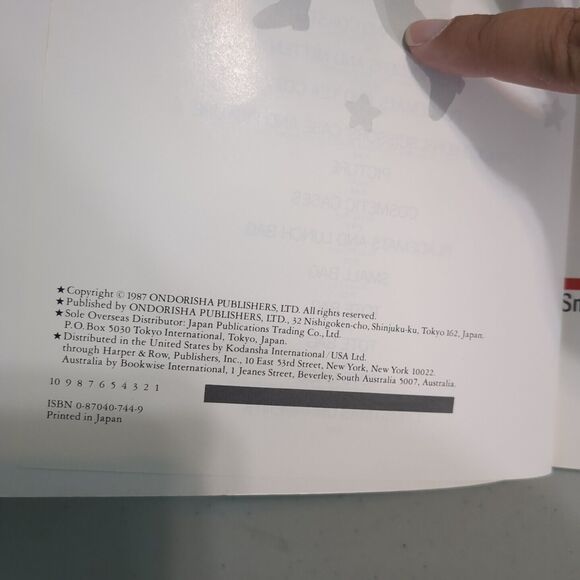 PICTURE
COSMETIC CASES
PLACEMATS AND LUNCH BAG
SMALL BAG
★Copyright © 1987 ONDORISHA PUBLISHERS, LTD. All rights reserved.
★Published by ONDORISHA PUBLISHERS, LTD., 32 Nishigoken-cho, Shinjuku-ku, Tokyo 162, Japan.
★Sole Overseas Distributor: Japan Publications Trading Co., Ltd.
P.O. Box 5030 Tokyo International, Tokyo, Japan.
★Distributed in the United States by Kodansha International/USA Ltd.
through Harper & Row, Publishers, Inc., 10 East 53rd Street, New York, New York 10022.
Australia by Bookwise International, 1 Jeanes Street, Beverley, South Australia 5007, Australia.
10 9 8 7 6 5 4 3 2 1
ISBN 0-87040-744-9
Printed in Japan